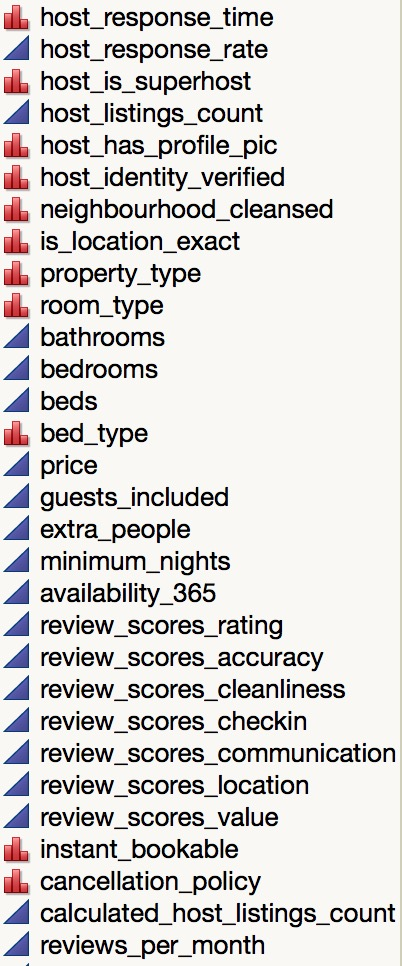 host_response_time
host_response_rate
host_is_superhost
host_listings_count
host_has_profile_pic
host_identity_verified
neighbourhood_cleansed
is_location_exact
property_type
room_type
bathrooms
bedrooms
beds
bed_type
price
guests_included
extra_people
minimum_nights
availability_365
review_scores_rating
review_scores_accuracy
review_scores_cleanliness
review_scores_checkin
review_scores_communication
review_scores_location
review_scores_value
instant_bookable
cancellation_policy
calculated_host_listings_count
reviews_per_month